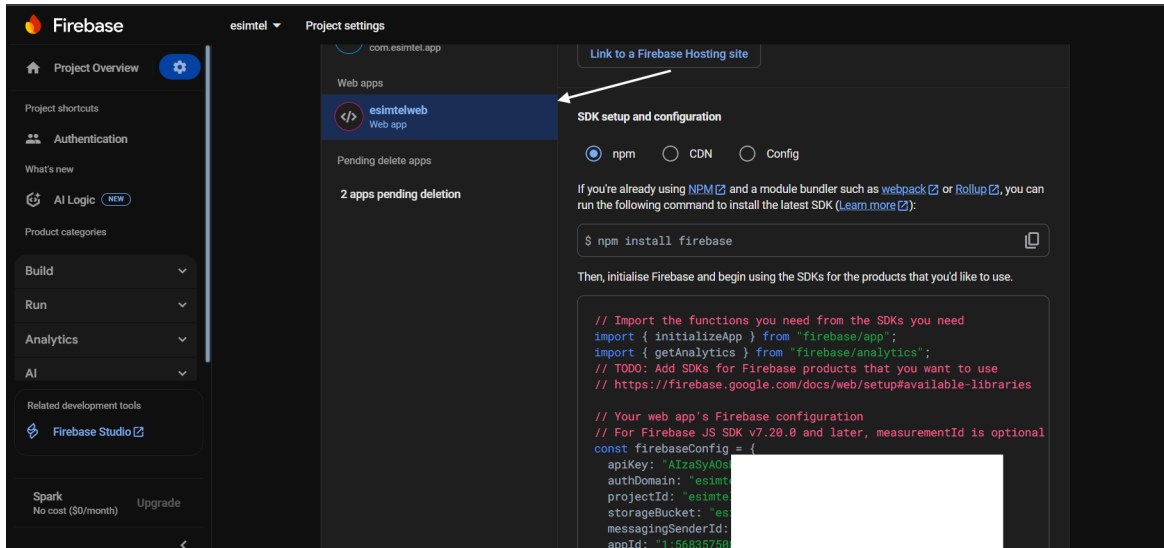 Firebase
esimtel
Project settings
Project Overview
Project shortcuts
Authentication
What's new
AI Logic
NEW
Product categories
Build
Run
Analytics
AI
Related development tools
Firebase Studio
Spark
No cost ($0/month)
Upgrade
com.esimtel.app
Web apps
</>
esimtelweb
Web app
Pending delete apps
2 apps pending deletion
Link to a Firebase Hosting site
SDK setup and configuration
npm
CDN
Config
If you're already using NPM and a module bundler such as webpack or Rollup, you can
run the following command to install the latest SDK (Learn more):
$ npm install firebase
Then, initialise Firebase and begin using the SDKs for the products that you'd like to use.
// Import the functions you need from the SDKs you need
import { initializeApp } from "firebase/app";
import { getAnalytics } from "firebase/analytics";
// TODO: Add SDKs for Firebase products that you want to use
// https://firebase.google.com/docs/web/setup#available-libraries
// Your web app's Firebase configuration
// For Firebase JS SDK v7.20.0 and later, measurementId is optional
const firebaseConfig = {
apiKey: "AIzaSyAOs
authDomain: "esimte
projectId: "esimte
storageBucket: "es
messagingSenderId:
appId: "1:56835750